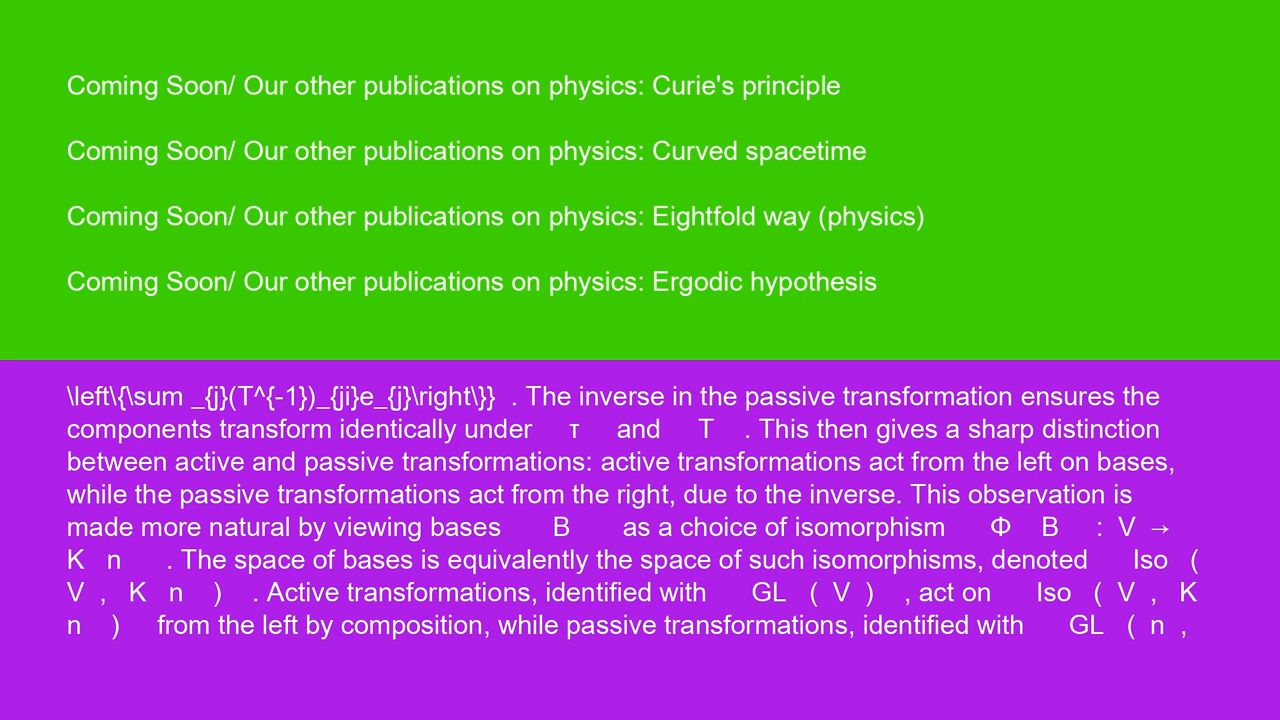 Coming Soon/ Our other publications on physics: Curie's principle
Coming Soon/ Our other publications on physics: Curved spacetime
Coming Soon/ Our other publications on physics: Eightfold way (physics)
Coming Soon/ Our other publications on physics: Ergodic hypothesis
\left\{\sum _{j}(T^{-1})_{ji}e_{j}\right\}} . The inverse in the passive transformation ensures the
components transform identically under τ and T . This then gives a sharp distinction
between active and passive transformations: active transformations act from the left on bases,
while the passive transformations act from the right, due to the inverse. This observation is
made more natural by viewing bases B as a choice of isomorphism Φ B : V →
K n . The space of bases is equivalently the space of such isomorphisms, denoted Iso (
V , K n ) . Active transformations, identified with GL ( V ) , act on Iso ( V , K
n ) from the left by composition, while passive transformations, identified with GL ( n ,